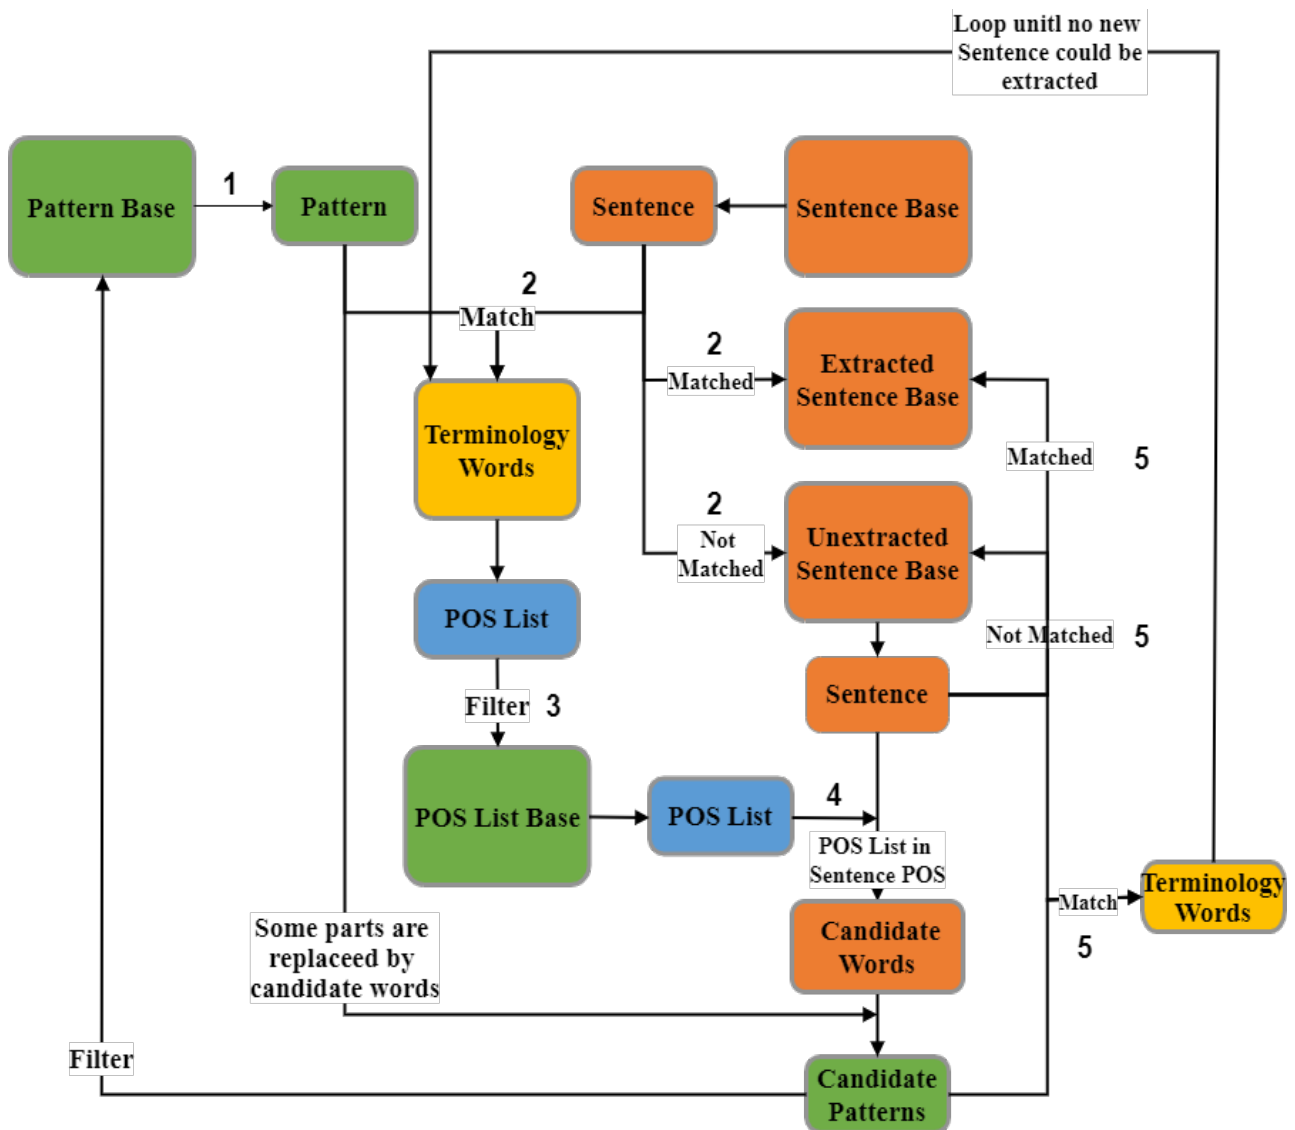 Loop unitl no new
Sentence could be
extracted
Pattern Base
1
Pattern
Sentence
Sentence Base
2
Match
2
Matched
Extracted
Sentence Base
Terminology
Words
Matched
5
2
Not
Matched
Unextracted
Sentence Base
POS List
Not Matched
5
Filter
3
Sentence
POS List Base
POS List
4
POS List in
Sentence POS
Terminology
Words
Match
5
Some parts are
replaceed by
candidate words
Candidate
Words
Filter
Candidate
Patterns